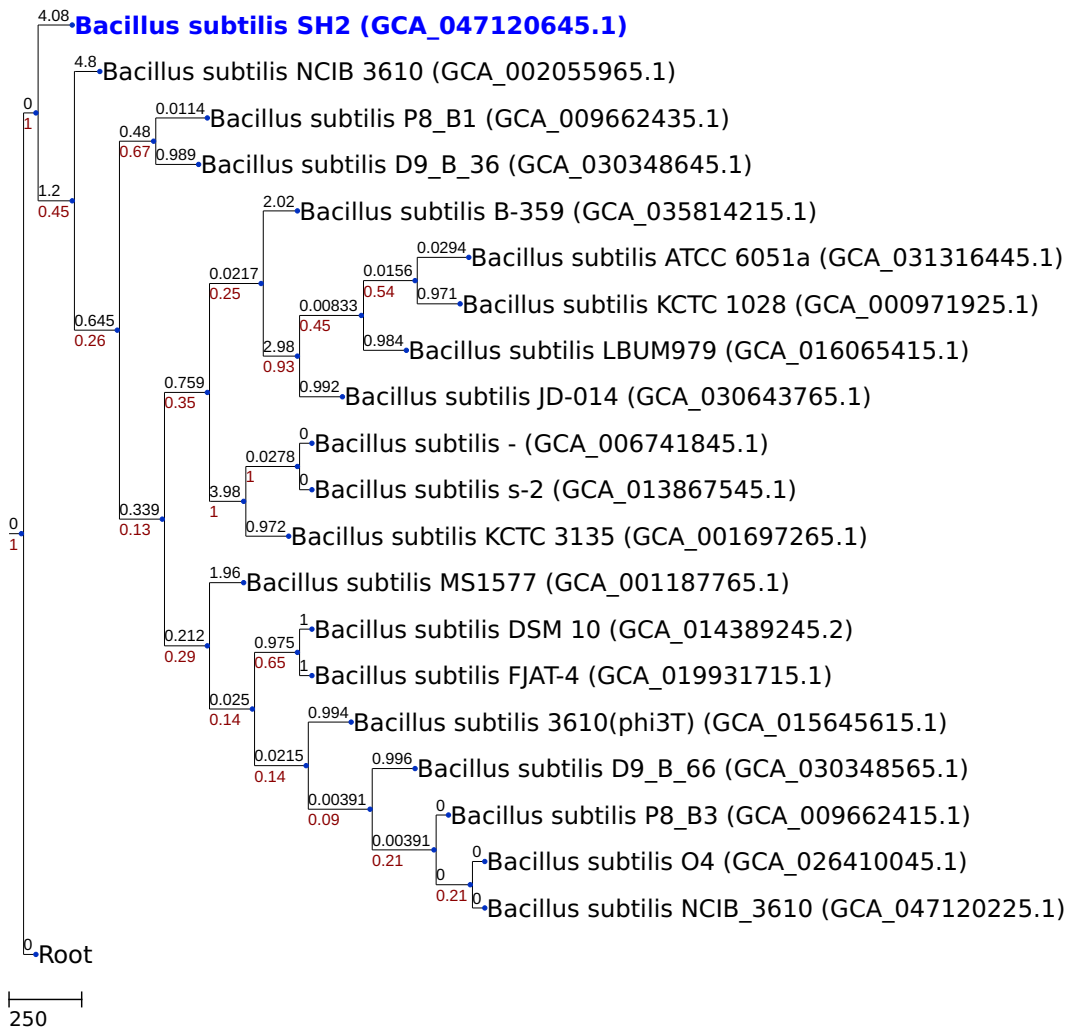 4.08
Bacillus subtilis SH2 (GCA_047120645.1)
4.8
Bacillus subtilis NCIB 3610 (GCA_002055965.1)
0
1
0.0114
Bacillus subtilis P8_B1 (GCA_009662435.1)
0.48
0.67
0.989
Bacillus subtilis D9_B_36 (GCA_030348645.1)
1.2
0.45
2.02
Bacillus subtilis B-359 (GCA_035814215.1)
0.0294
Bacillus subtilis ATCC 6051a (GCA_031316445.1)
0.0217
0.25
0.0156
0.54
0.971
Bacillus subtilis KCTC 1028 (GCA_000971925.1)
0.00833
0.45
0.645
0.26
0.984
Bacillus subtilis LBUM979 (GCA_016065415.1)
2.98
0.93
0.992
Bacillus subtilis JD-014 (GCA_030643765.1)
0.759
0.35
0
Bacillus subtilis - (GCA_006741845.1)
0.0278
1
0
Bacillus subtilis s-2 (GCA_013867545.1)
3.98
1
0.339
0.13
0.972
Bacillus subtilis KCTC 3135 (GCA_001697265.1)
0
1
1.96
Bacillus subtilis MS1577 (GCA_001187765.1)
1
Bacillus subtilis DSM 10 (GCA_014389245.2)
0.212
0.29
0.975
0.65
1
Bacillus subtilis FJAT-4 (GCA_019931715.1)
0.025
0.14
0.994
Bacillus subtilis 3610(phi3T) (GCA_015645615.1)
0.0215
0.14
0.996
Bacillus subtilis D9_B_66 (GCA_030348565.1)
0.00391
0.09
0
Bacillus subtilis P8_B3 (GCA_009662415.1)
0.00391
0.21
0
Bacillus subtilis O4 (GCA_026410045.1)
0
0.21
0
Bacillus subtilis NCIB_3610 (GCA_047120225.1)
0
Root
250